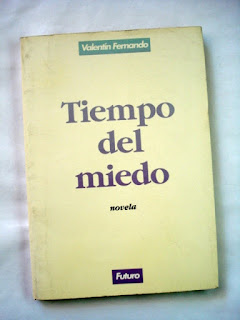 Valentín Fernando
Tiempo
del
miedo
novela
Futuro